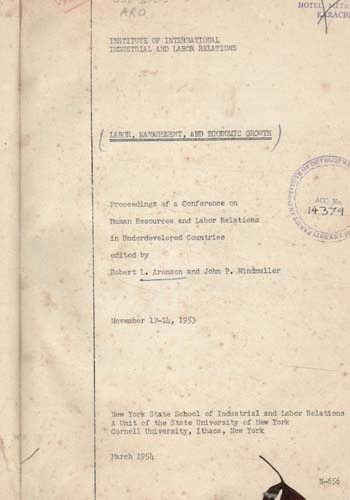 ARO
HOTEL METR
KARACHI
INSTITUTE OF INTERNATIONAL
INDUSTRIAL AND LABOR RELATIONS
LABOR, MANAGEMENT, AND ECONOMIC GROWTH
Proceedings of a Conference on
Human Resources and Labor Relations
in Underdeveloped Countries
edited by
Robert L. Aronson and John P. Windmuller
ACC. No.
14379
November 12-14, 1953
New York State School of Industrial and Labor Relations
A Unit of the State University of New York
Cornell University, Ithaca, New York
March 1954
N-656